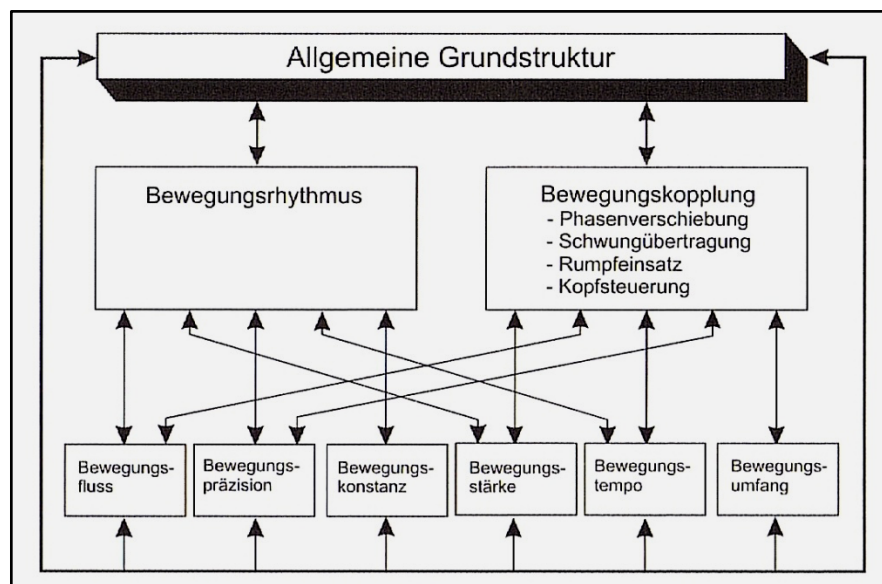 Allgemeine Grundstruktur
Bewegungsrhythmus
Bewegungskopplung
- Phasenverschiebung
- Schwungübertragung
- Rumpfeinsatz
- Kopfsteuerung
Bewegungs-
fluss
Bewegungs-
präzision
Bewegungs-
konstanz
Bewegungs-
stärke
Bewegungs-
tempo
Bewegungs-
umfang